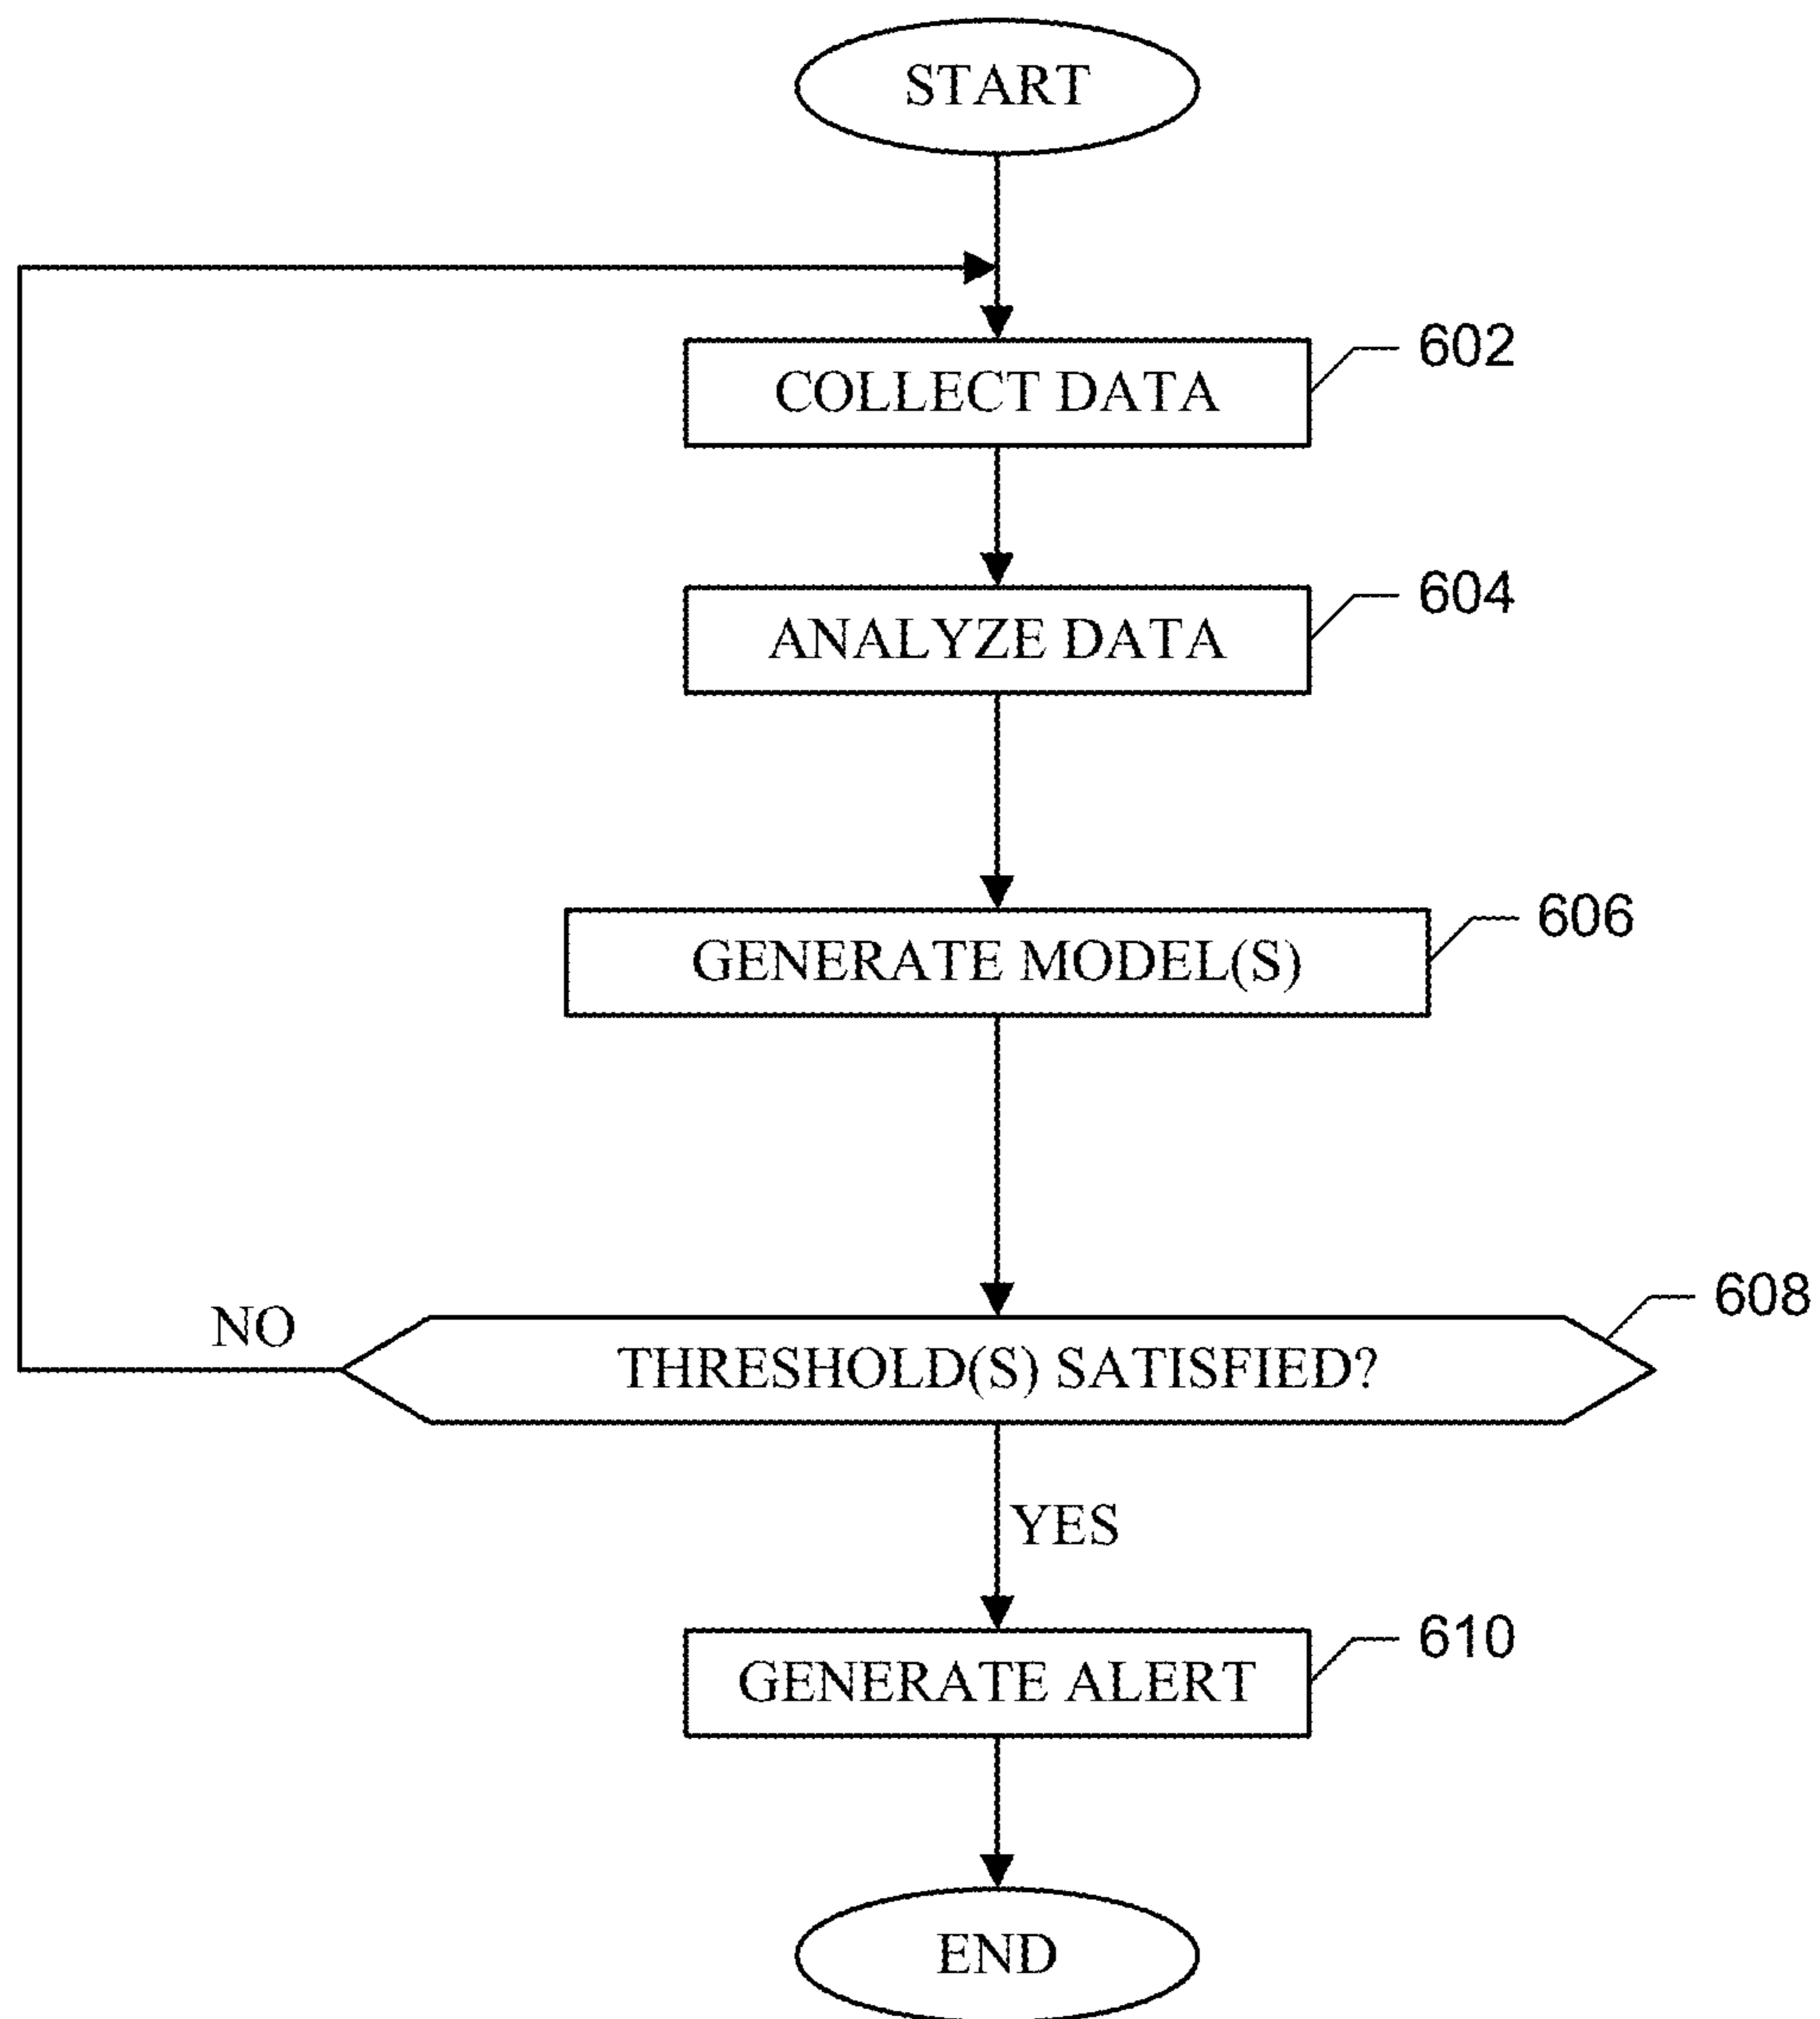 START
COLLECT DATA
602
ANALYZE DATA
604
GENERATE MODEL(S)
606
THRESHOLD(S) SATISFIED?
608
NO
YES
GENERATE ALERT
610
END